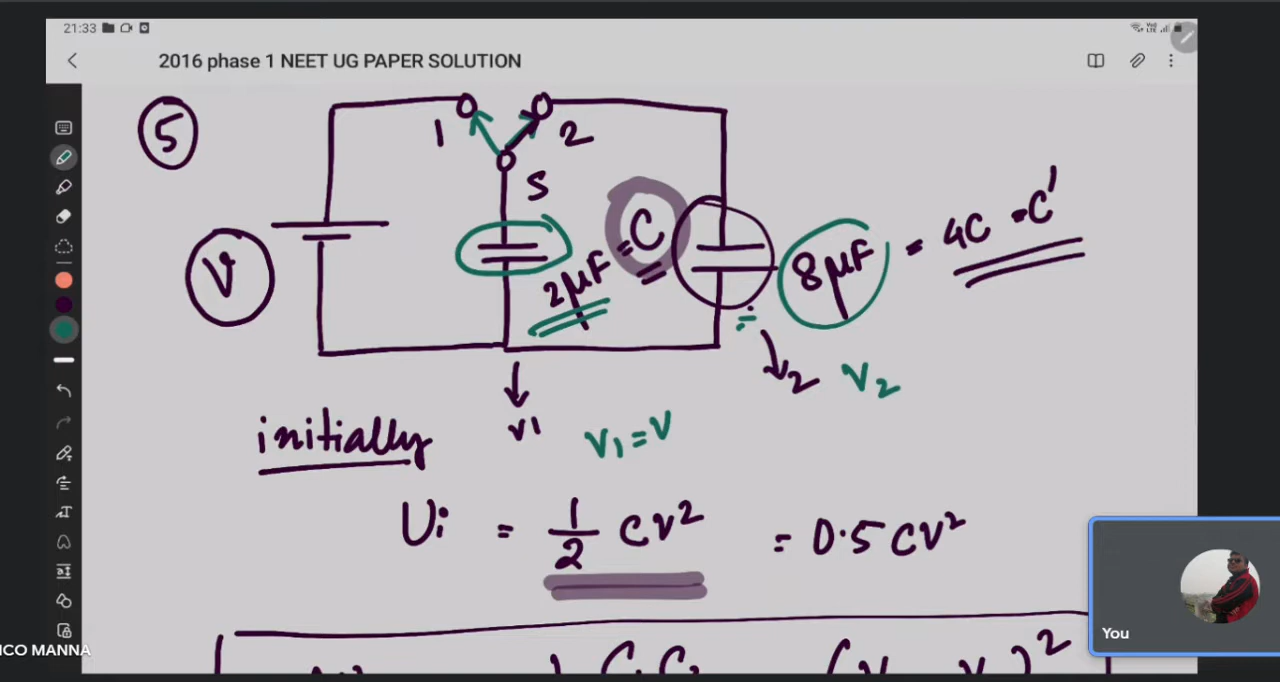 21:33
2016 phase 1 NEET UG PAPER SOLUTION
5
1
2
S
V
2μF = C
8μF = 4C = C'
V1
V2
V2
V1 = V
initially
Ui = 1/2 CV² = 0.5 CV²
You
ICO MANNA